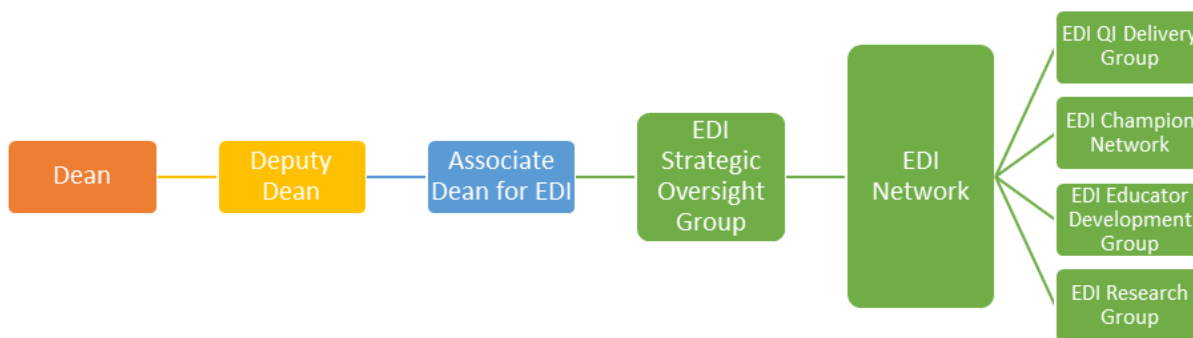 Dean
Deputy
Dean
Associate
Dean for EDI
EDI
Strategic
Oversight
Group
EDI
Network
EDI QI Delivery
Group
EDI Champion
Network
EDI Educator
Development
Group
EDI Research
Group